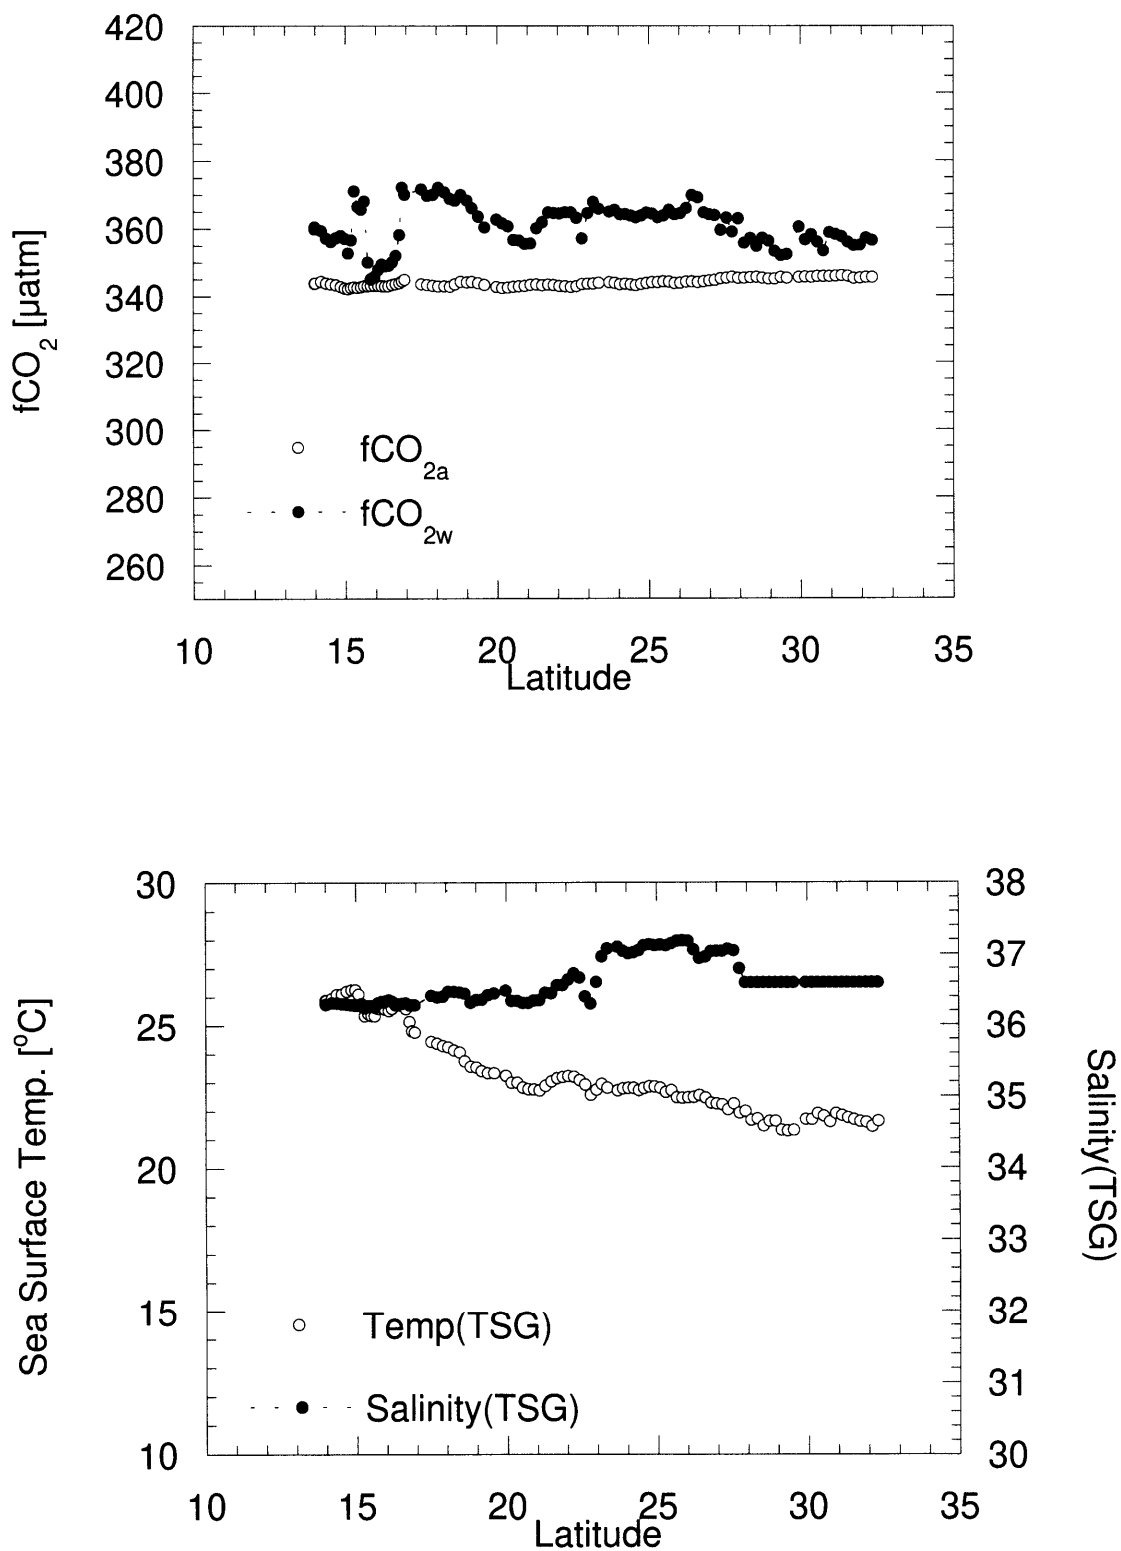 420
400
380
360
340
320
300
280
260
fCO2 [μatm]
fCO2a
fCO2w
10 15 20 25 30 35
Latitude
30
25
20
15
10
Sea Surface Temp. [oC]
38
37
36
35
34
33
32
31
30
Salinity(TSG)
Temp(TSG)
Salinity(TSG)
10 15 20 25 30 35
Latitude